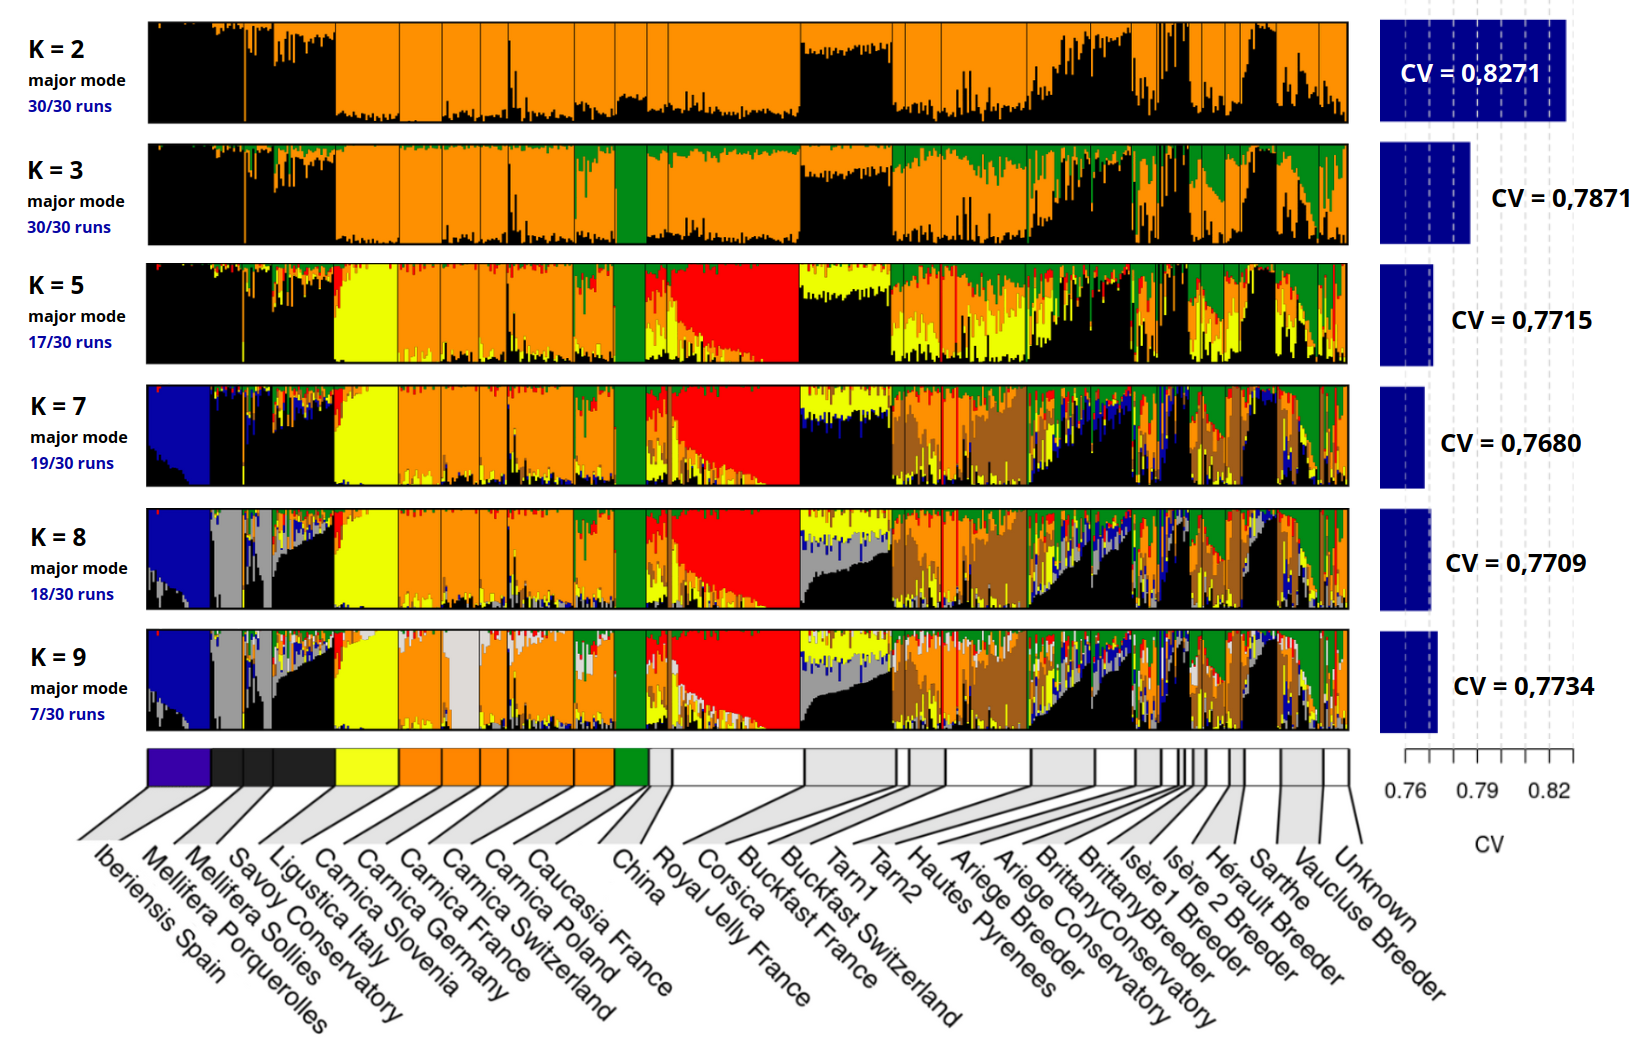 K = 2
major mode
30/30 runs
CV = 0,8271
K = 3
major mode
30/30 runs
CV = 0,7871
K = 5
major mode
17/30 runs
CV = 0,7715
K = 7
major mode
19/30 runs
CV = 0,7680
K = 8
major mode
18/30 runs
CV = 0,7709
K = 9
major mode
7/30 runs
CV = 0,7734
0.76 0.79 0.82
CV
Iberiensis Spain
Mellifera Porquerolles
Mellifera Sollies
Savoy Conservatory
Ligustica Italy
Carnica Slovenia
Carnica Germany
Carnica France
Carnica Switzerland
Carnica Poland
Caucasia France
China
Royal Jelly France
Corsica
Buckfast France
Buckfast Switzerland
Tarn1
Tarn2
Hautes Pyrenees
Ariege Breeder
Ariege Conservatory
BrittanyConservatory
BrittanyBreeder
Isère1 Breeder
Isère 2 Breeder
Hérault Breeder
Sarthe
Vaucluse Breeder
Unknown